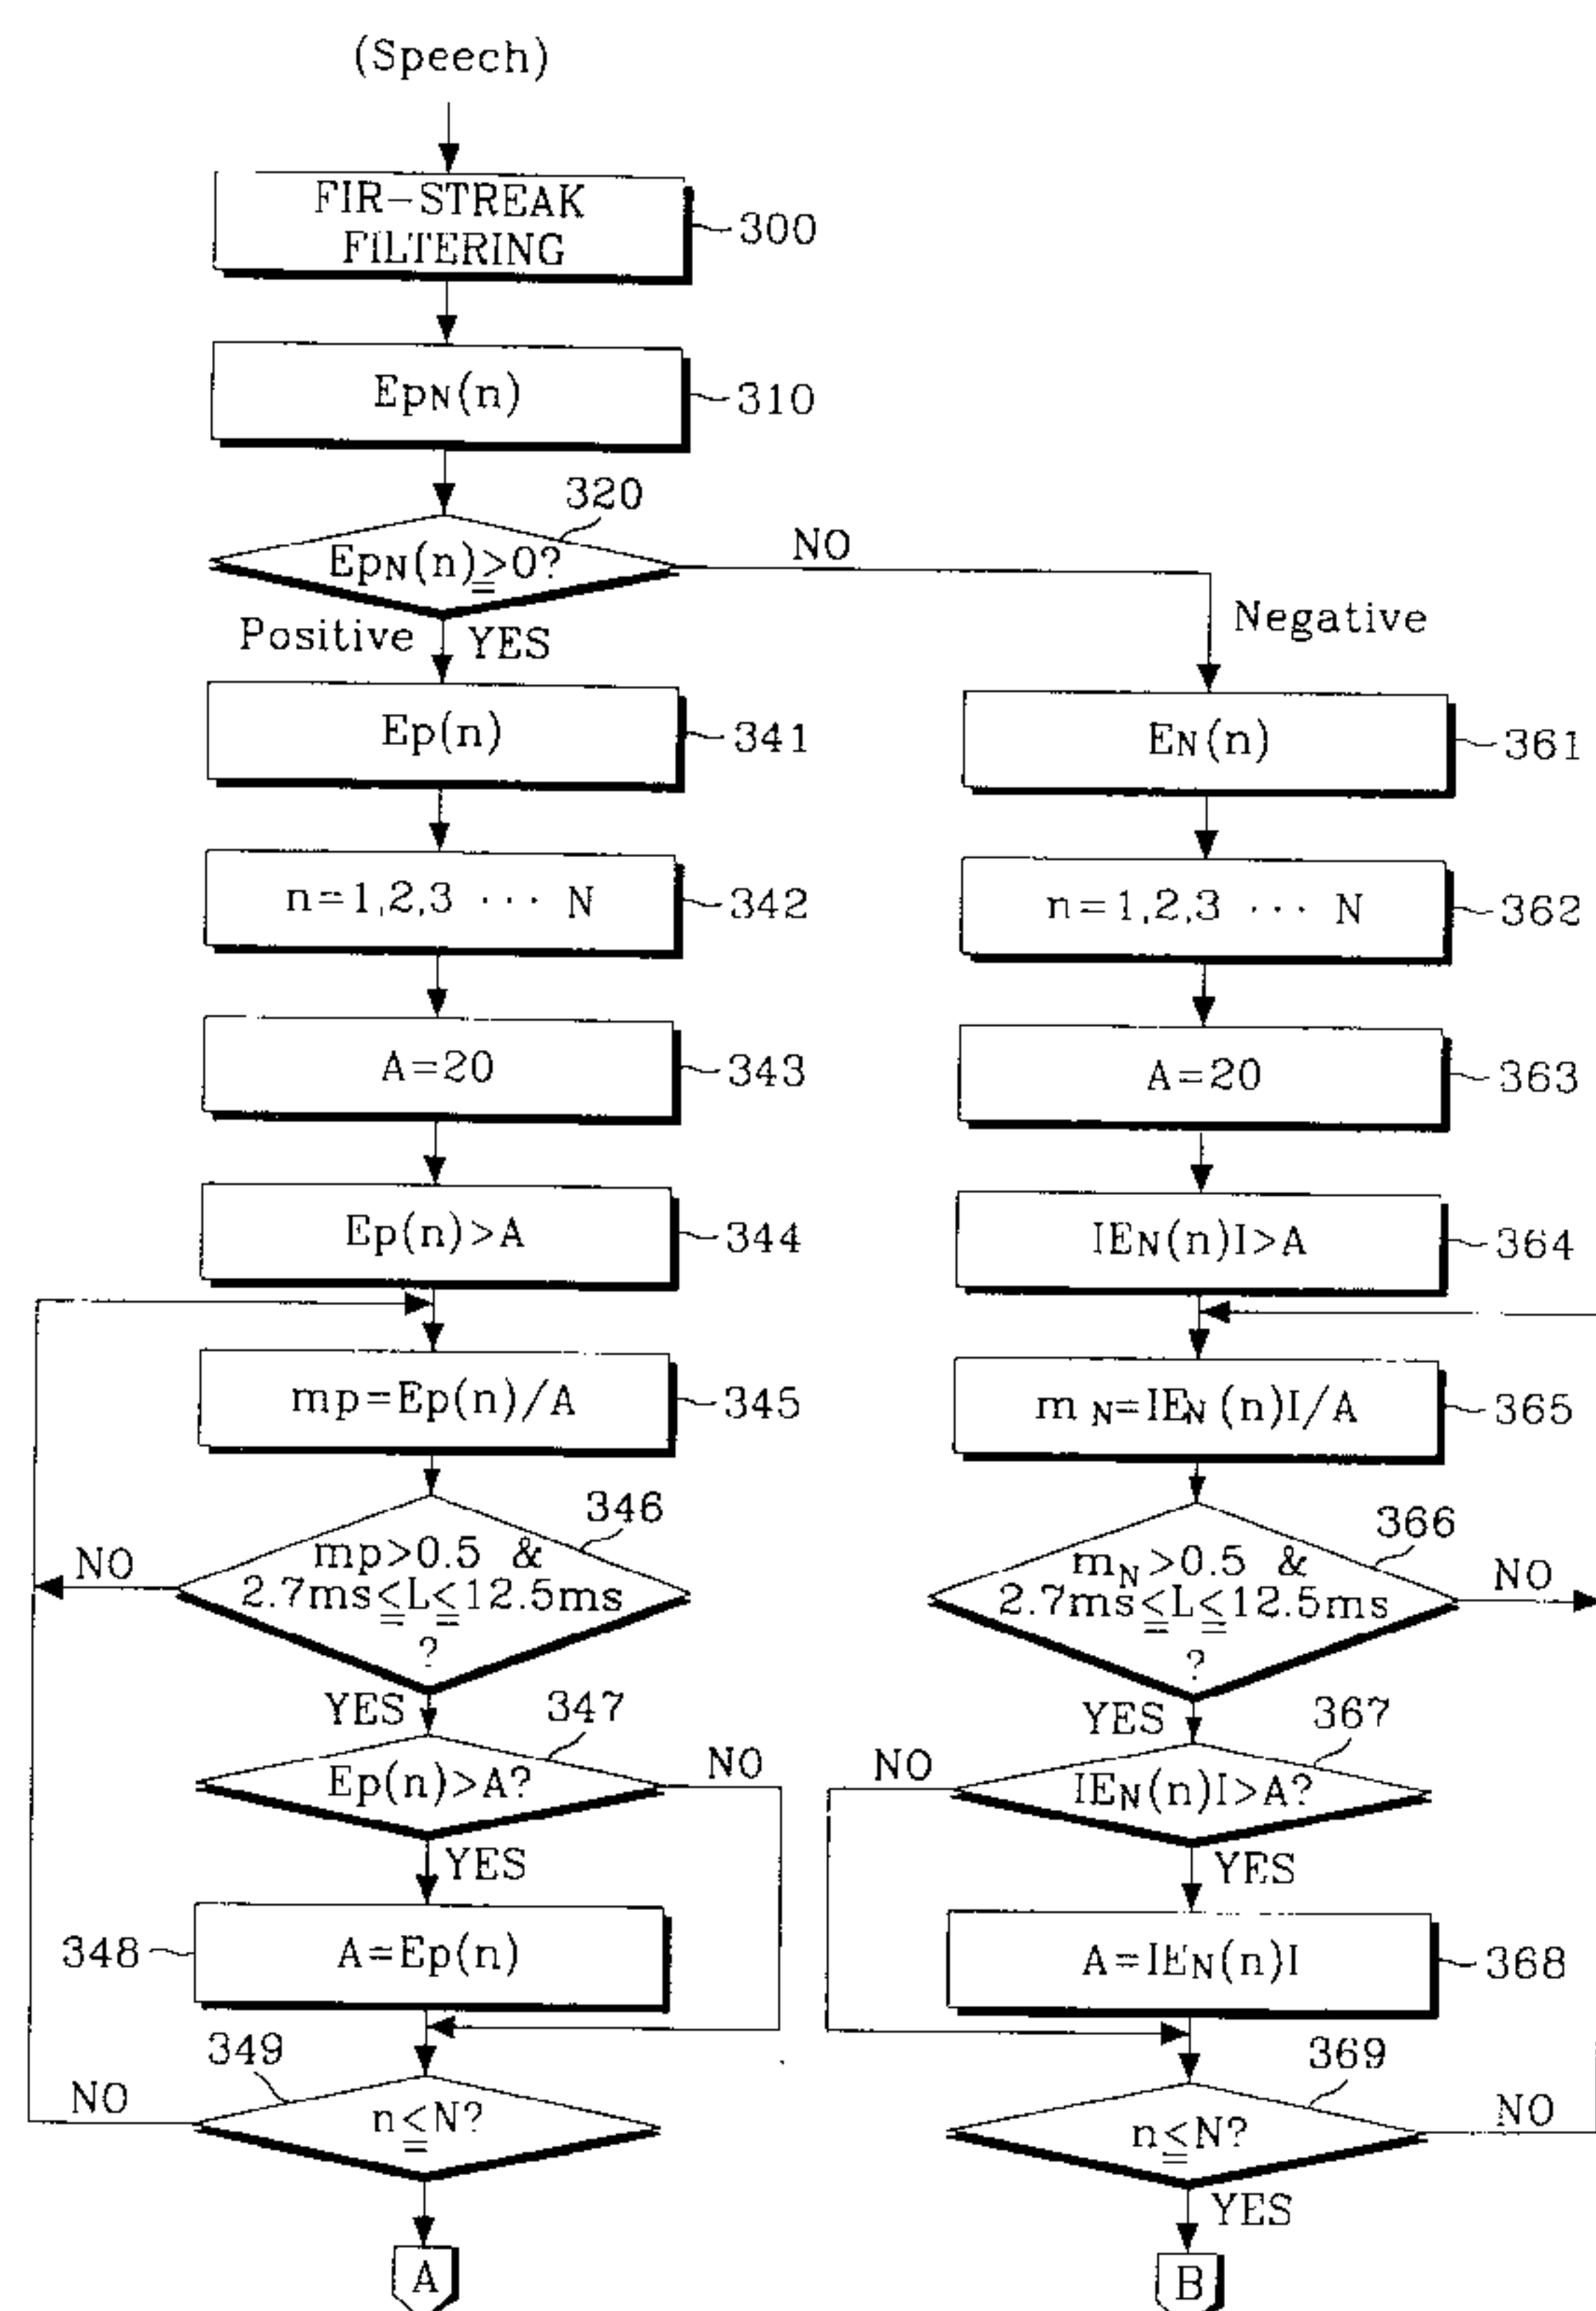 (Speech)
FIR-STREAK
FILTERING
300
EpN(n)
310
320
EpN(n)≥0?
NO
Positive
YES
Negative
Ep(n)
341
EN(n)
361
n=1,2,3 ··· N
342
n=1,2,3 ··· N
362
A=20
343
A=20
363
Ep(n)>A
344
IEN(n)I>A
364
mp=Ep(n)/A
345
mN=IEN(n)I/A
365
346
mp>0.5 &
2.7ms≤L≤12.5ms
?
NO
YES
366
mN>0.5 &
2.7ms≤L≤12.5ms
?
NO
YES
347
Ep(n)>A?
NO
YES
367
IEN(n)I>A?
NO
YES
348
A=Ep(n)
A=IEN(n)I
368
349
n≤N?
NO
369
n≤N?
NO
YES
A
B